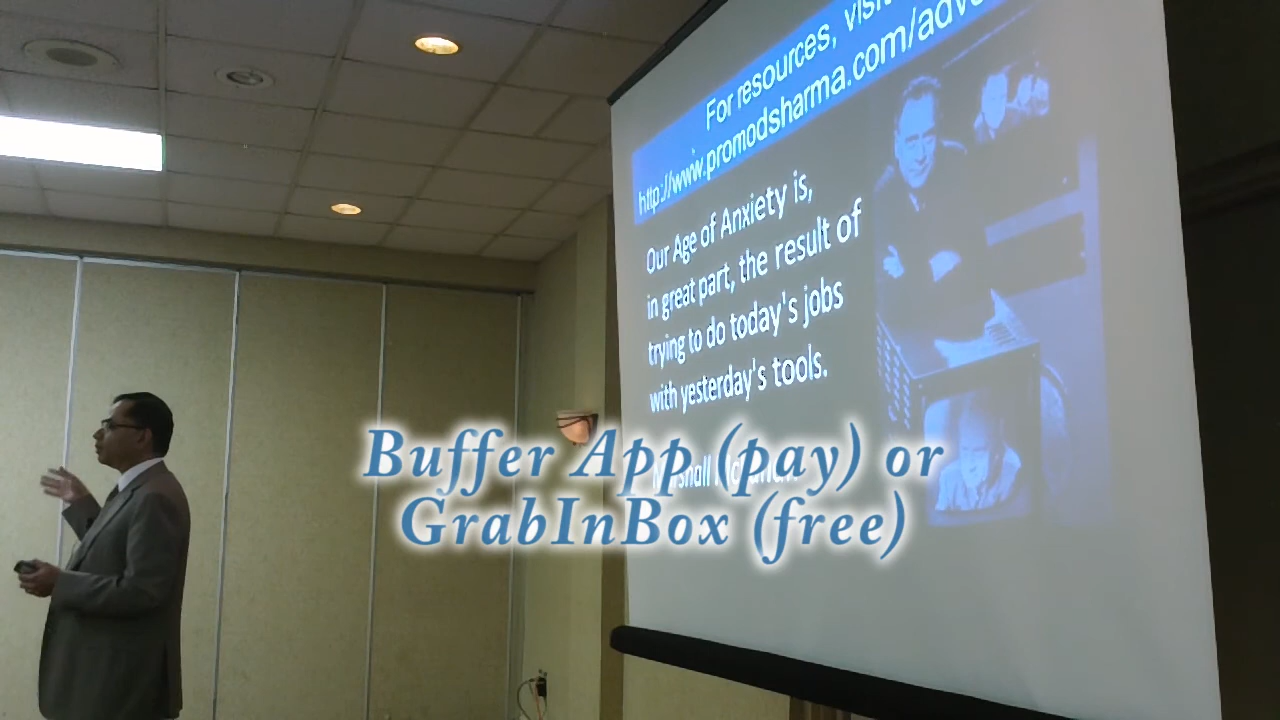 For resources, visit
http://www.promodsharma.com/adv
Our Age of Anxiety is,
in great part, the result of
trying to do today's jobs
with yesterday's tools.
Buffer App (pay) or
GrabInBox (free)